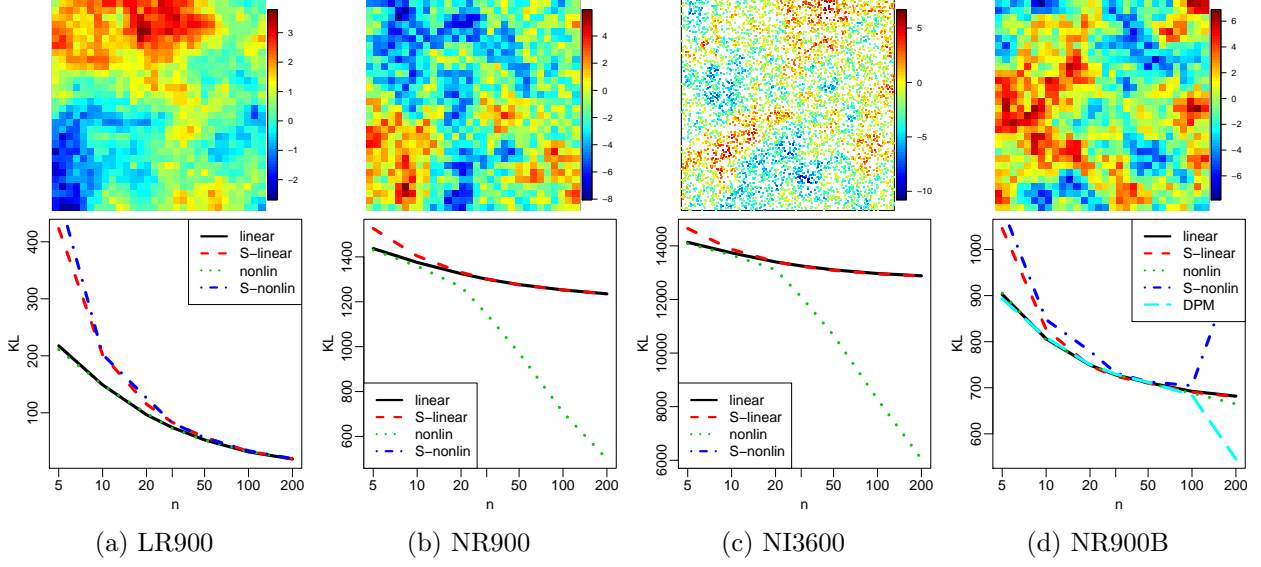 3
2
1
0
−1
−2
4
2
0
−2
−4
−6
−8
5
0
−5
−10
6
4
2
0
−2
−4
−6
400
300
200
100
KL
linear
S−linear
nonlin
S−nonlin
5 10 20 50 100 200
n
1400
1200
1000
800
600
KL
linear
S−linear
nonlin
S−nonlin
5 10 20 50 100 200
n
14000
12000
10000
8000
6000
KL
linear
S−linear
nonlin
S−nonlin
5 10 20 50 100 200
n
1000
900
800
700
600
KL
linear
S−linear
nonlin
S−nonlin
DPM
5 10 20 50 100 200
n
(a) LR900
(b) NR900
(c) NI3600
(d) NR900B